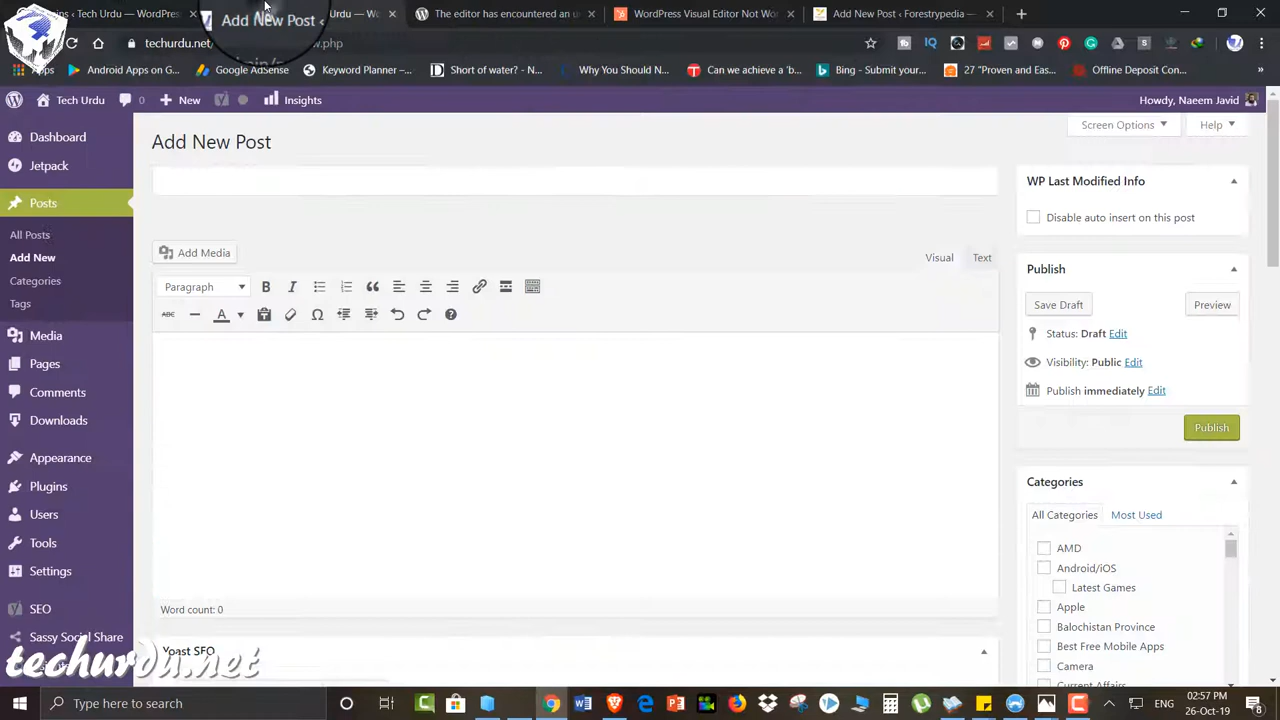 ins ‹ Tech Urdu — WordPres
Add New Post ‹
Urdu — Wo
The
encountered an u
WordPress Visual Editor Not Wo
Add New Post ‹ Forestrypedia —
techurdu.net/
w.php
Apps
Android Apps on G
Google AdSense
Keyword Planner –
Short of water? - N
Why You Should N
Can we achieve a 'b
Bing - Submit your
27 "Proven and Eas
Offline Deposit Con
Tech Urdu
0
New
Insights
Howdy, Naeem Javid
Dashboard
Jetpack
Posts
All Posts
Add New
Categories
Tags
Media
Pages
Comments
Downloads
Appearance
Plugins
Users
Tools
Settings
SEO
Sassy Social Share
Add New Post
Screen Options
Help
Add Media
Visual
Text
Paragraph
B
I
ABC
A
Word count: 0
Yoast SEO
WP Last Modified Info
Disable auto insert on this post
Publish
Save Draft
Preview
Status: Draft Edit
Visibility: Public Edit
Publish immediately Edit
Publish
Categories
All Categories
Most Used
AMD
Android/iOS
Latest Games
Apple
Balochistan Province
Best Free Mobile Apps
Camera
Current Affairs
techurdu.net
Type here to search
ENG
02:57 PM
26-Oct-19